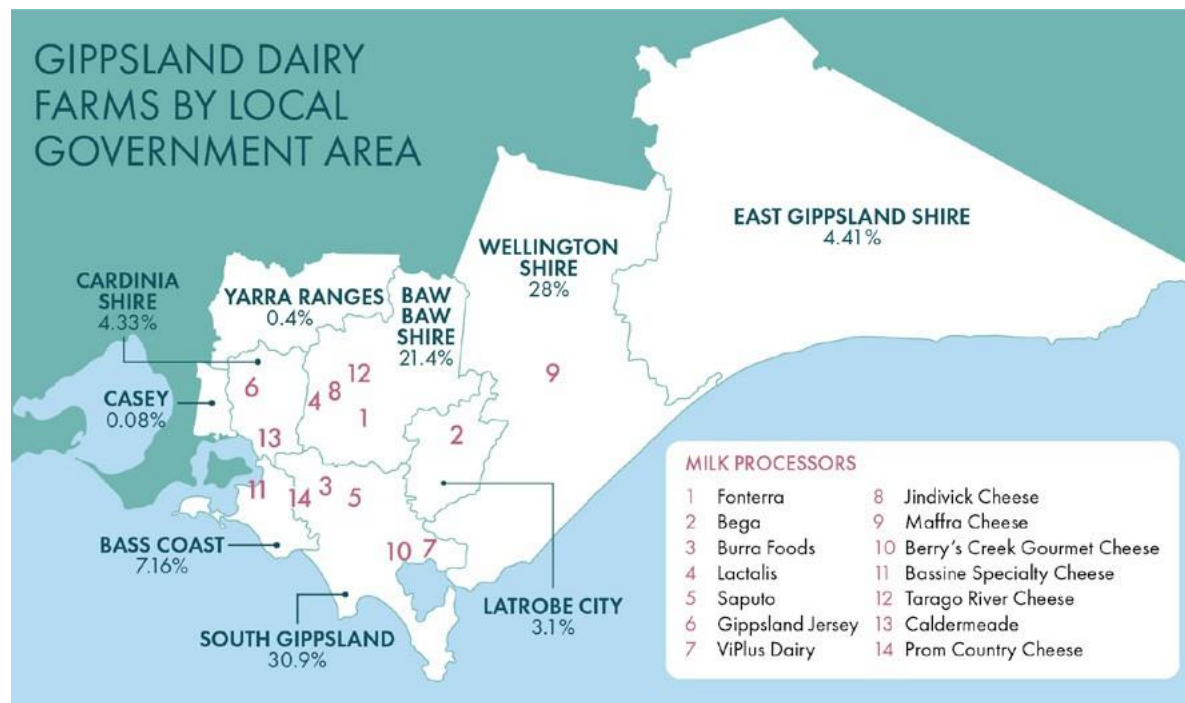 GIPPSLAND DAIRY
FARMS BY LOCAL
GOVERNMENT AREA
EAST GIPPSLAND SHIRE
4.41%
WELLINGTON
SHIRE
28%
CARDINIA
SHIRE
4.33%
YARRA RANGES
0.4%
BAW
BAW
SHIRE
21.4%
CASEY
0.08%
6
4
8
12
1
9
13
2
11
14
3
5
10
7
BASS COAST
7.16%
SOUTH GIPPSLAND
30.9%
LATROBE CITY
3.1%
MILK PROCESSORS
1 Fonterra
2 Bega
3 Burra Foods
4 Lactalis
5 Saputo
6 Gippsland Jersey
7 ViPlus Dairy
8 Jindivick Cheese
9 Maffra Cheese
10 Berry's Creek Gourmet Cheese
11 Bassine Specialty Cheese
12 Tarago River Cheese
13 Caldermeade
14 Prom Country Cheese